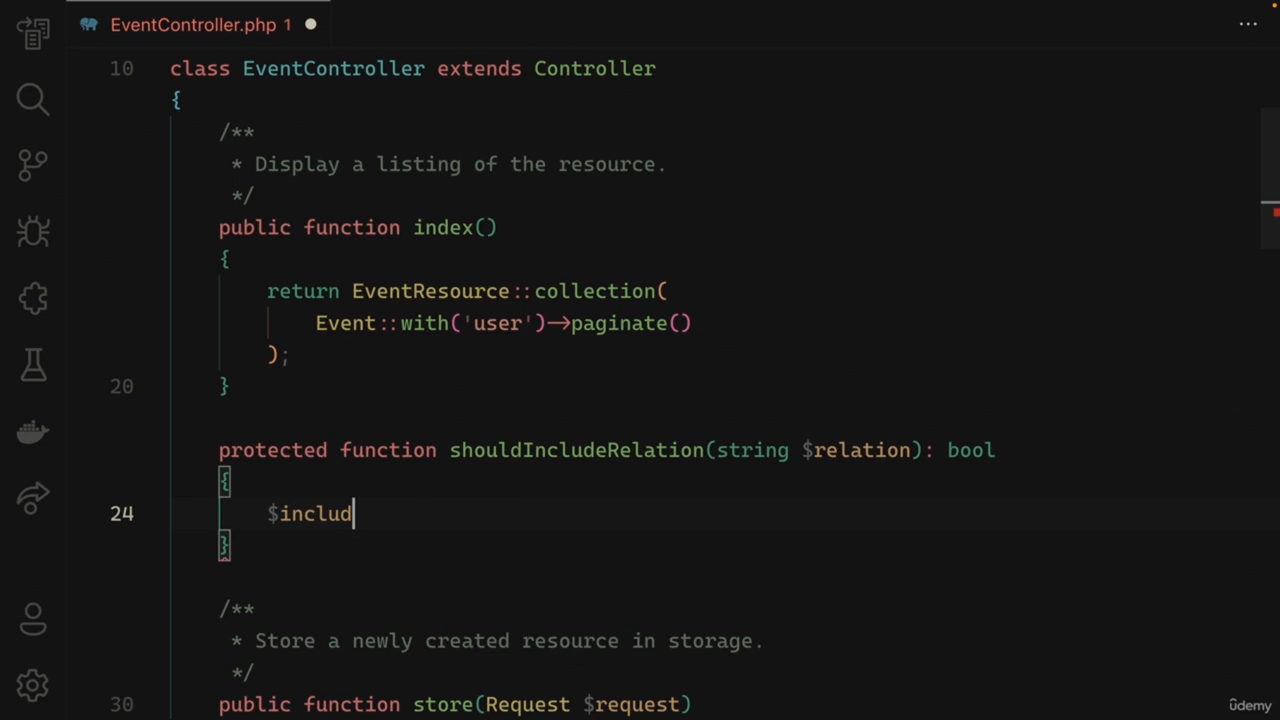 EventController.php 1
10 class EventController extends Controller
{
/**
* Display a listing of the resource.
*/
public function index()
{
return EventResource::collection(
Event::with('user')->paginate()
);
20 }
protected function shouldIncludeRelation(string $relation): bool
{
24 $includ
}
/**
* Store a newly created resource in storage.
*/
30 public function store(Request $request)
ûdemy